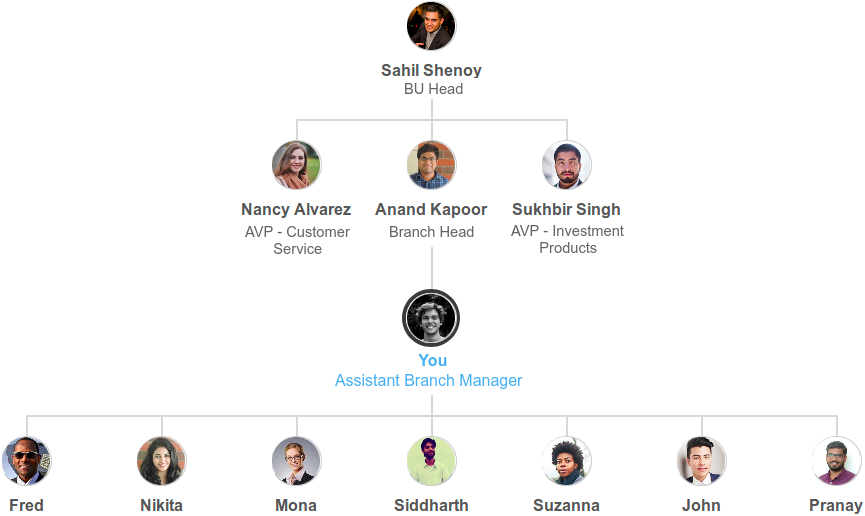 Sahil Shenoy
BU Head
Nancy Alvarez
AVP - Customer
Service
Anand Kapoor
Branch Head
Sukhbir Singh
AVP - Investment
Products
You
Assistant Branch Manager
Fred
Nikita
Mona
Siddharth
Suzanna
John
Pranay